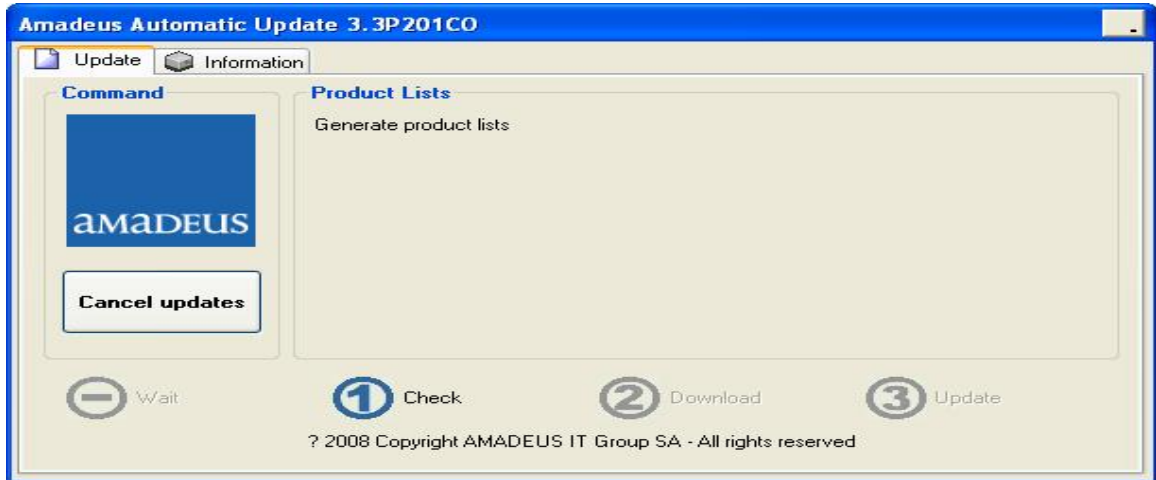 Amadeus Automatic Update 3.3P201CO
Update Information
Command
Product Lists
Generate product lists
aMaDEUS
Cancel updates
Wait 1 Check 2 Download 3 Update
? 2008 Copyright AMADEUS IT Group SA - All rights reserved